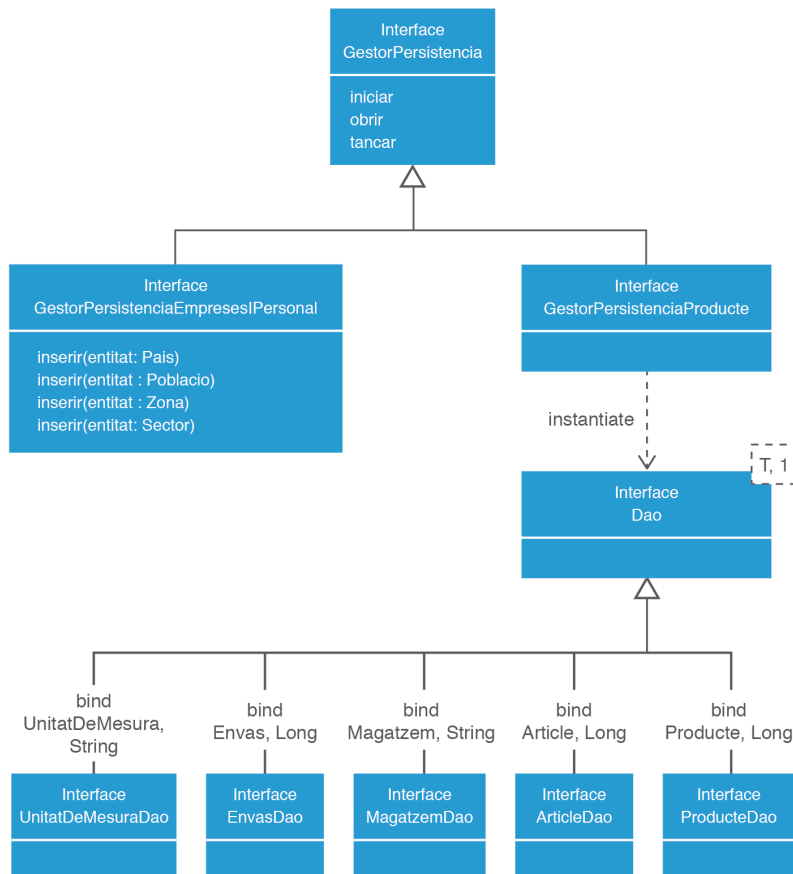 Interface
GestorPersistencia
iniciar
obrir
tancar
Interface
GestorPersistenciaEmpresesIPersonal
inserir(entitat: Pais)
inserir(entitat : Poblacio)
inserir(entitat : Zona)
inserir(entitat: Sector)
Interface
GestorPersistenciaProducte
instantiate
T, 1
Interface
Dao
bind
UnitatDeMesura,
String
bind
Envas, Long
bind
Magatzem, String
bind
Article, Long
bind
Producte, Long
Interface
UnitatDeMesuraDao
Interface
EnvasDao
Interface
MagatzemDao
Interface
ArticleDao
Interface
ProducteDao